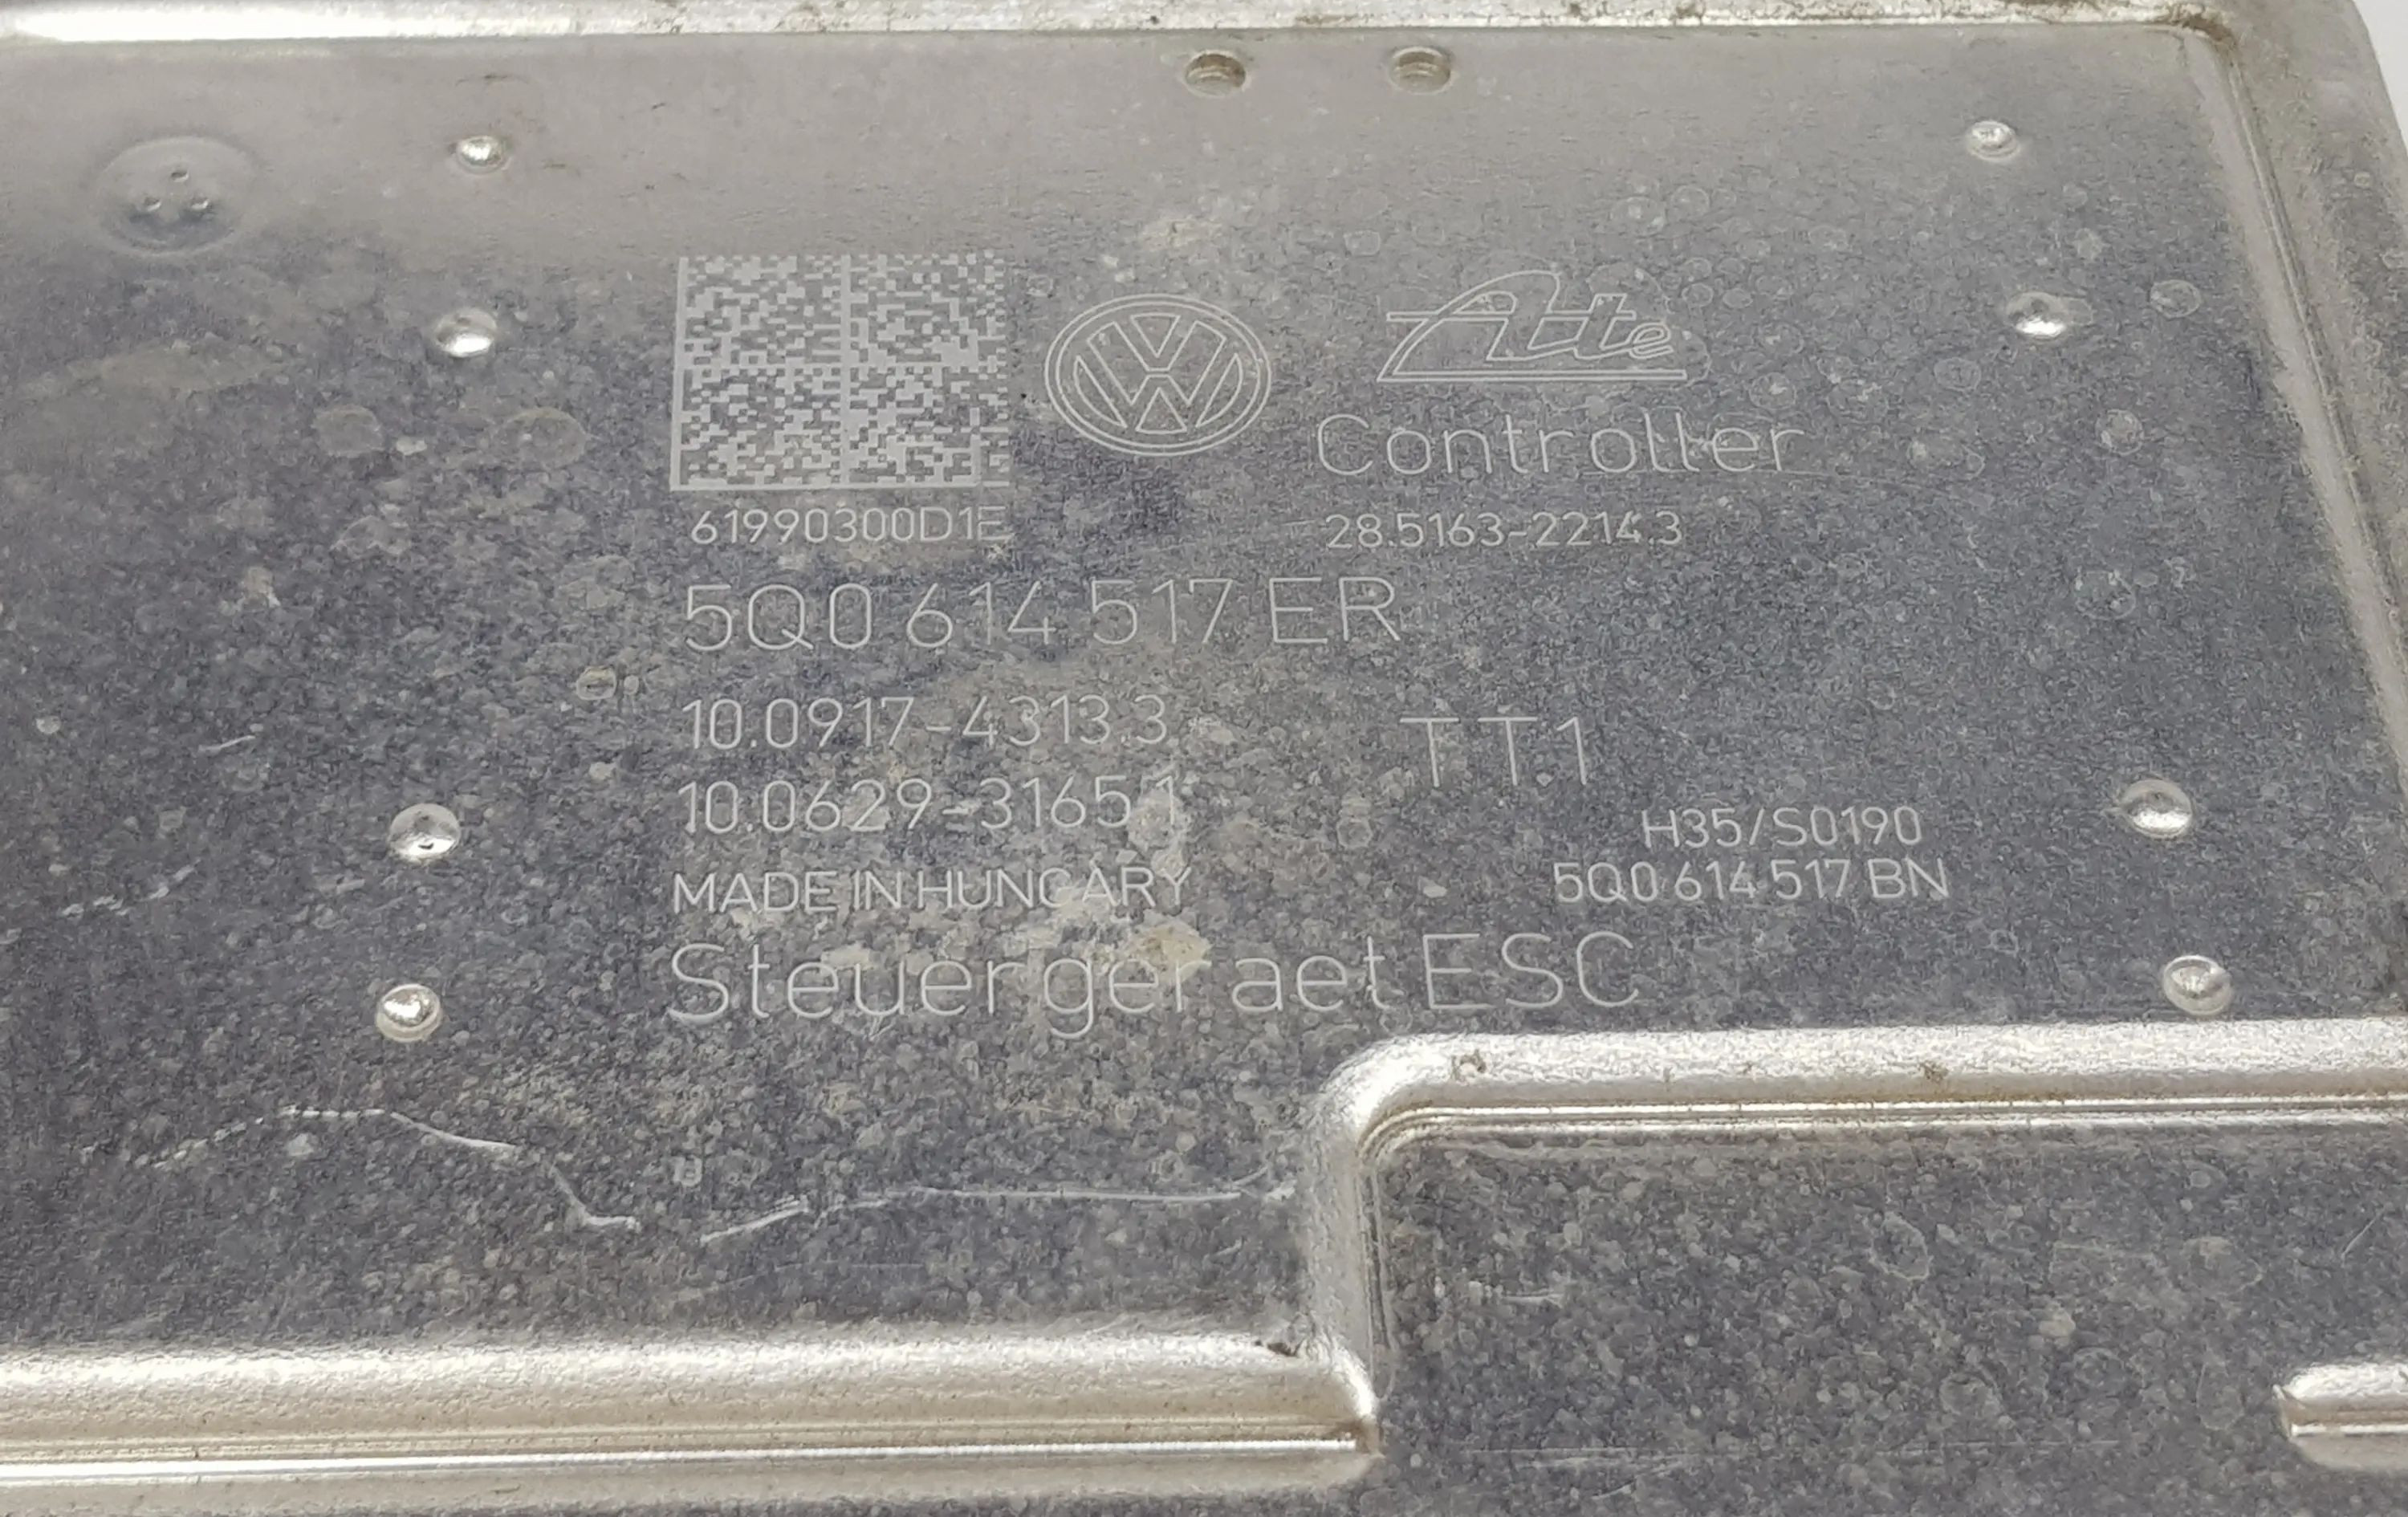 Ate
Controller
61990300D1E
28.5163-2214.3
5Q0 614 517 ER
10.0917-4313.3
TT1
10.0629-3165.1
H35/S0190
MADE IN HUNGARY
5Q0 614 517 BN
Steuergeraet ESC